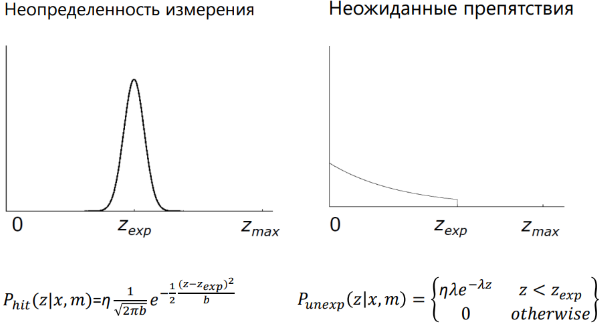 Неопределенность измерения
0 z_exp z_max
P_hit(z|x, m)=η 1/√(2πb) e^(-1/2 (z-z_exp)^2/b)
Неожиданные препятствия
0 z_exp z_max
P_unexp(z|x, m) = { ηλe^(-λz) z < z_exp
0 otherwise }